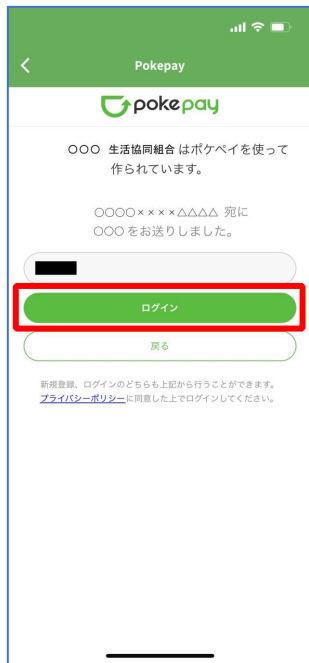 Pokepay
pokepay
○○○ 生活協同組合 はポケペイを使って
作られています。
○○○○××××△△△△ 宛に
○○○ をお送りしました。
ログイン
戻る
新規登録、ログインのどちらも上記から行うことができます。
プライバシーポリシーに同意した上でログインしてください。